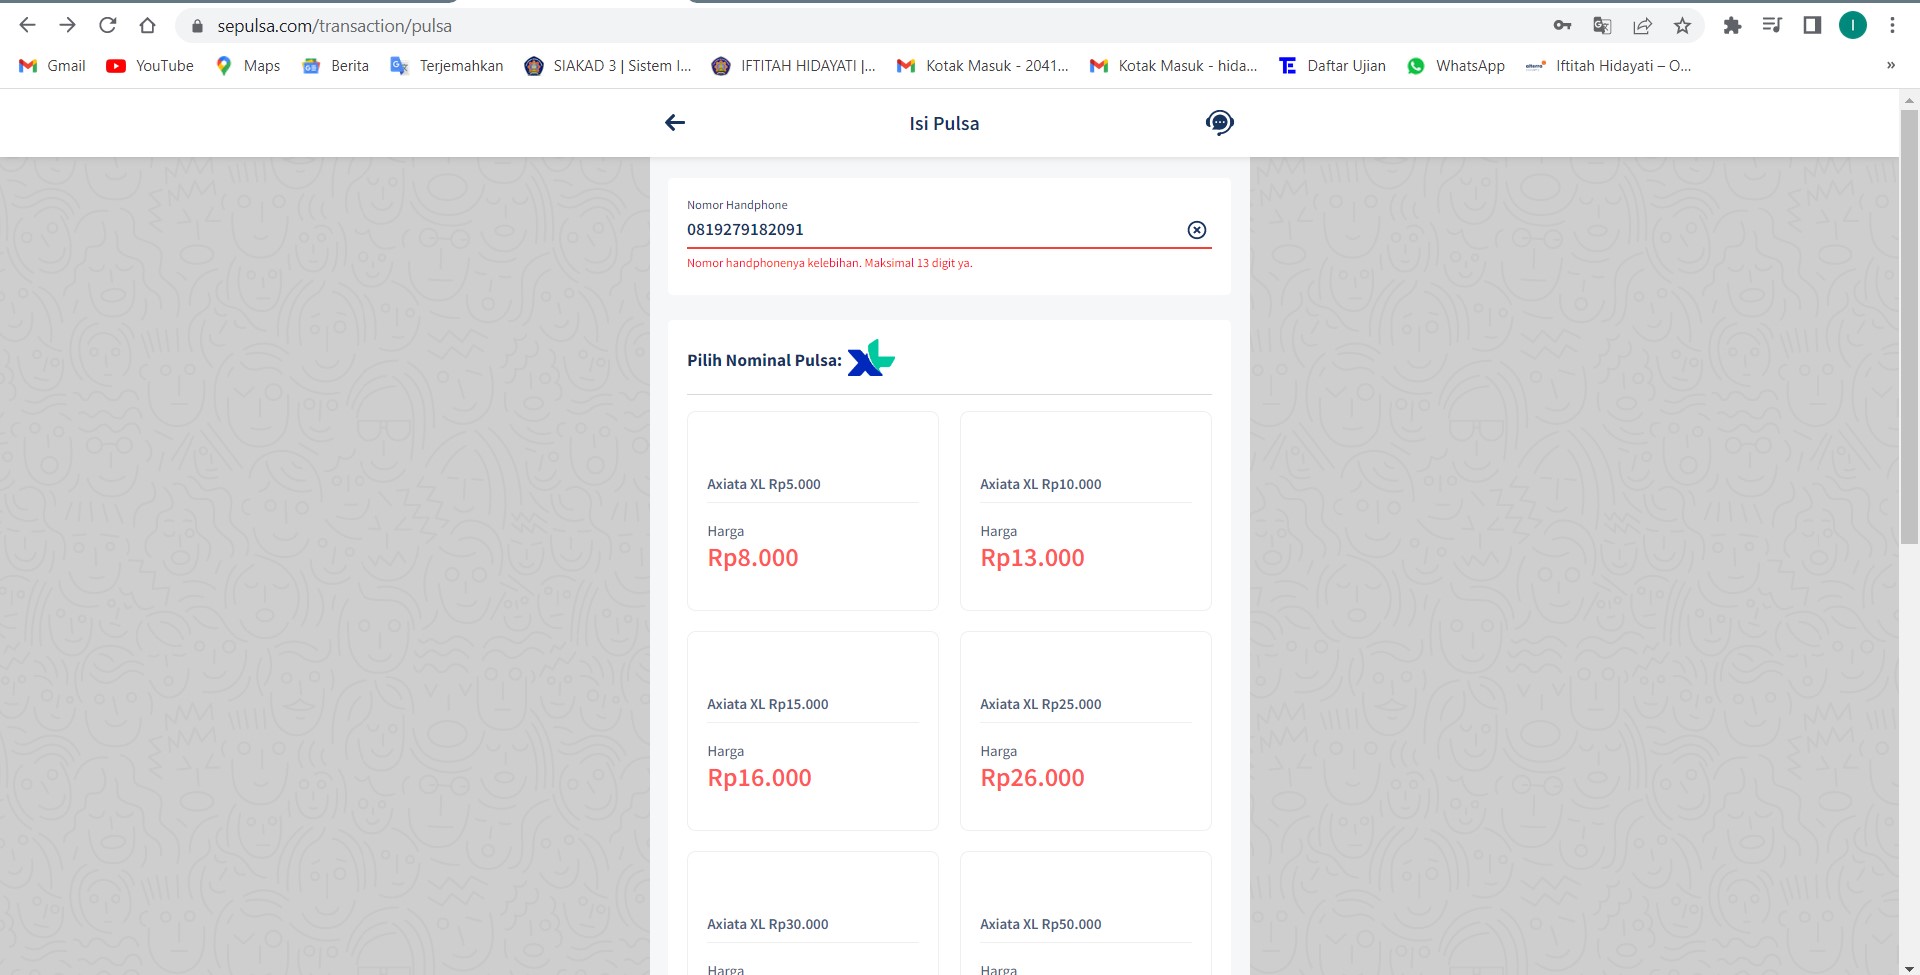 sepulsa.com/transaction/pulsa
I
Gmail YouTube Maps Berita Terjemahkan SIAKAD 3 | Sistem I... IFTITAH HIDAYATI |... Kotak Masuk - 2041... Kotak Masuk - hida... TE Daftar Ujian WhatsApp Iftitah Hidayati – O... »
Isi Pulsa
Nomor Handphone
0819279182091
Nomor handphonenya kelebihan. Maksimal 13 digit ya.
Pilih Nominal Pulsa: XL
Axiata XL Rp5.000
Harga
Rp8.000
Axiata XL Rp10.000
Harga
Rp13.000
Axiata XL Rp15.000
Harga
Rp16.000
Axiata XL Rp25.000
Harga
Rp26.000
Axiata XL Rp30.000
Harga
Axiata XL Rp50.000
Harga